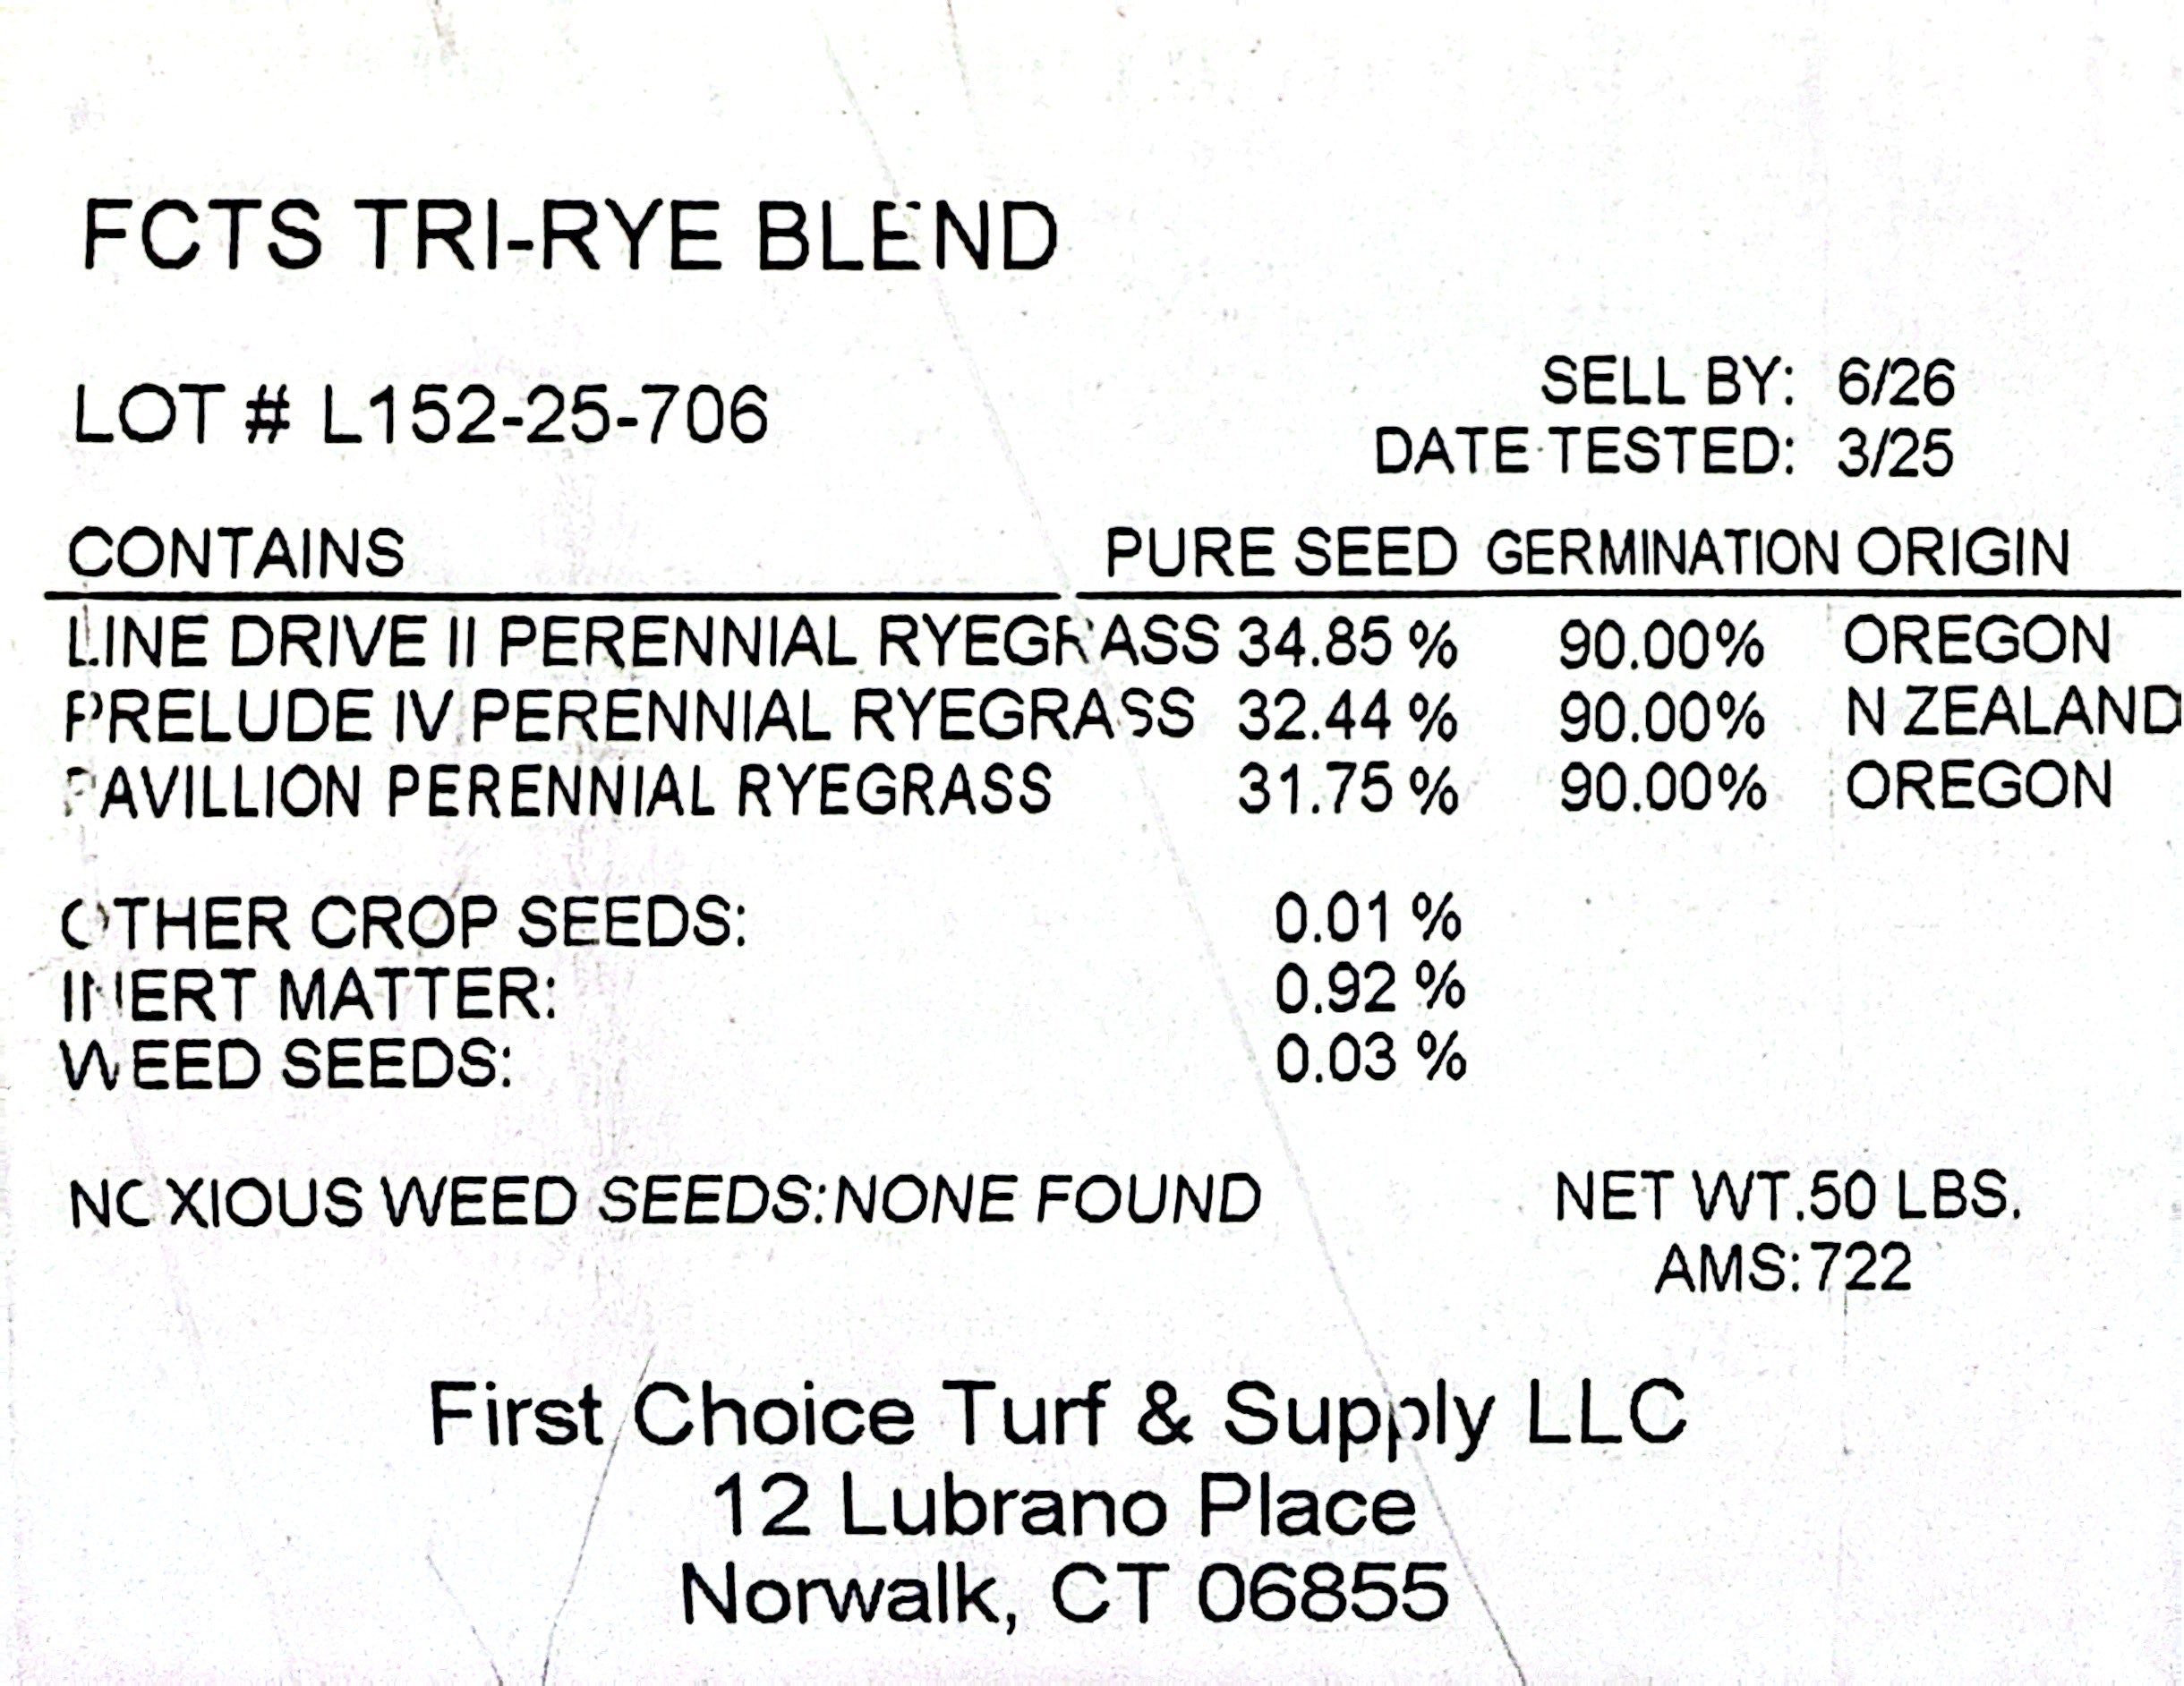 FCTS TRI-RYE BLEND
LOT # L152-25-706
SELL BY: 6/26
DATE TESTED: 3/25
CONTAINS PURE SEED GERMINATION ORIGIN
LINE DRIVE II PERENNIAL RYEGRASS 34.85 % 90.00% OREGON
PRELUDE IV PERENNIAL RYEGRASS 32.44 % 90.00% N ZEALAND
PAVILLION PERENNIAL RYEGRASS 31.75 % 90.00% OREGON
OTHER CROP SEEDS: 0.01 %
INERT MATTER: 0.92 %
WEED SEEDS: 0.03 %
NOXIOUS WEED SEEDS:NONE FOUND NET WT.50 LBS.
AMS:722
First Choice Turf & Supply LLC
12 Lubrano Place
Norwalk, CT 06855